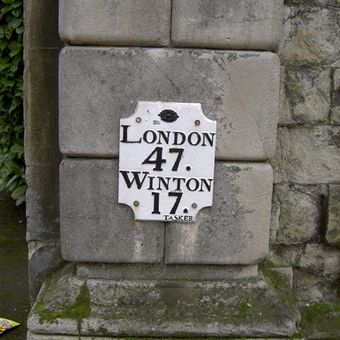 LONDON
47.
WINTON
17.
TASKER